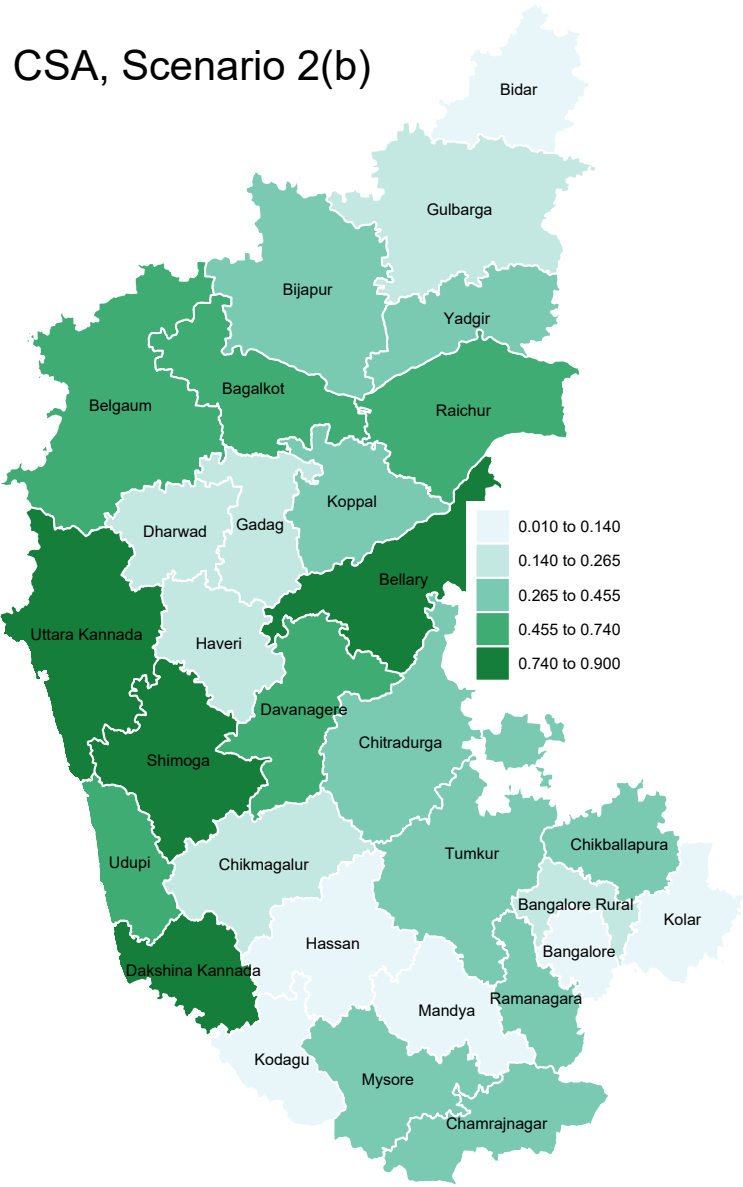 CSA, Scenario 2(b)
Bidar
Gulbarga
Bijapur
Yadgir
Bagalkot
Belgaum
Raichur
Koppal
Gadag
Dharwad
0.010 to 0.140
0.140 to 0.265
0.265 to 0.455
0.455 to 0.740
0.740 to 0.900
Bellary
Uttara Kannada
Haveri
Davanagere
Chitradurga
Shimoga
Chikballapura
Tumkur
Udupi
Chikmagalur
Bangalore Rural
Kolar
Hassan
Bangalore
Dakshina Kannada
Ramanagara
Mandya
Kodagu
Mysore
Chamrajnagar